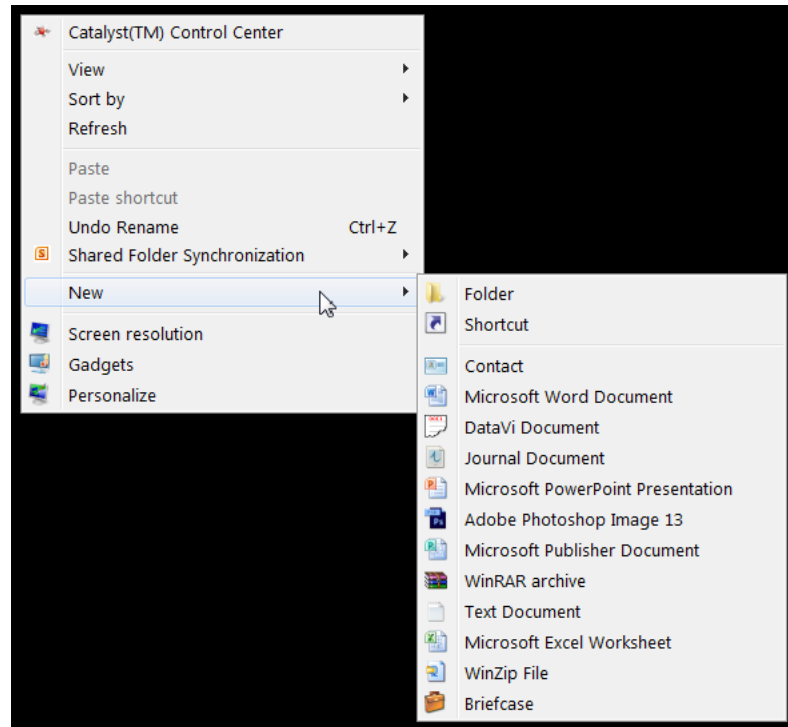 Catalyst(TM) Control Center
View
Sort by
Refresh
Paste
Paste shortcut
Undo Rename Ctrl+Z
Shared Folder Synchronization
New
Screen resolution
Gadgets
Personalize
Folder
Shortcut
Contact
Microsoft Word Document
DataVi Document
Journal Document
Microsoft PowerPoint Presentation
Adobe Photoshop Image 13
Microsoft Publisher Document
WinRAR archive
Text Document
Microsoft Excel Worksheet
WinZip File
Briefcase